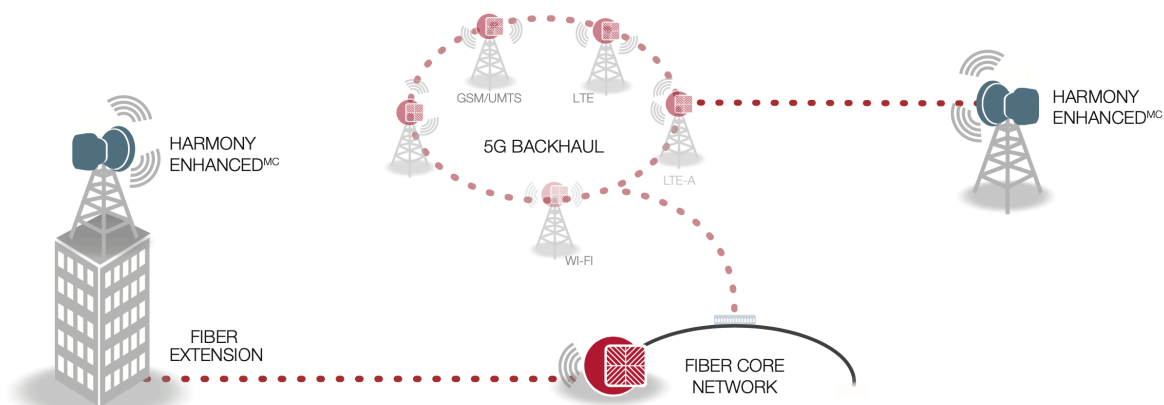 GSM/UMTS
LTE
HARMONY
ENHANCEDMC
HARMONY
ENHANCEDMC
5G BACKHAUL
LTE-A
WI-FI
FIBER
EXTENSION
FIBER CORE
NETWORK